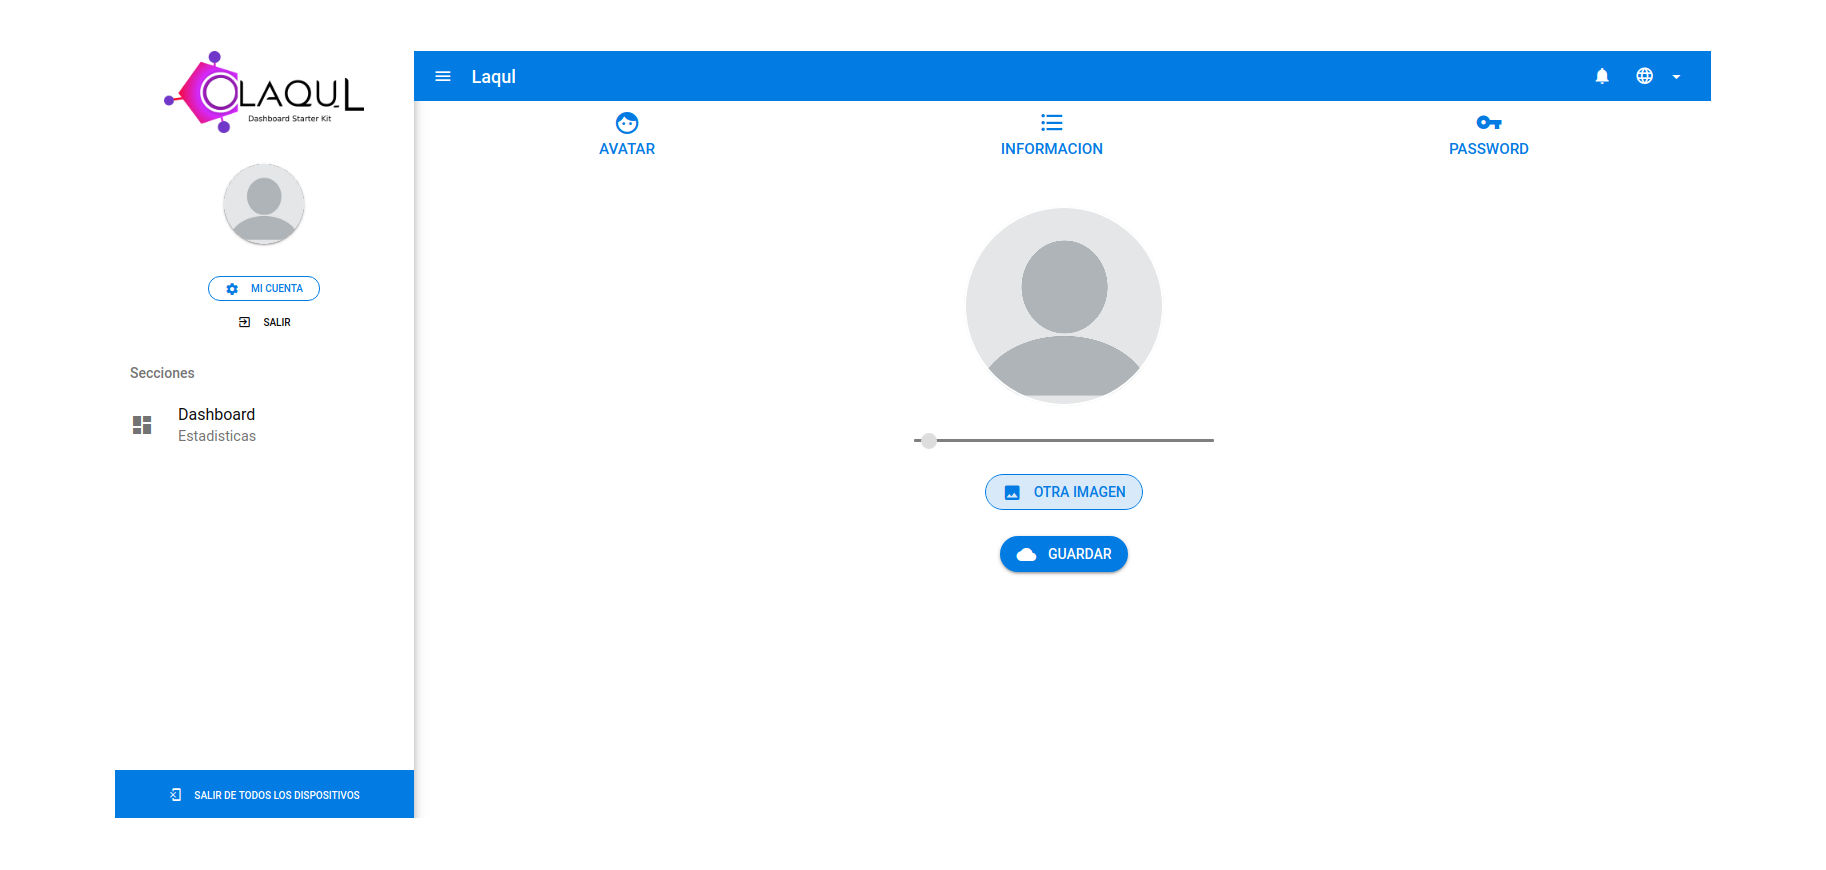 LAQUL
Dashboard Starter Kit
MI CUENTA
SALIR
Secciones
Dashboard
Estadisticas
SALIR DE TODOS LOS DISPOSITIVOS
Laqul
AVATAR
INFORMACION
PASSWORD
OTRA IMAGEN
GUARDAR